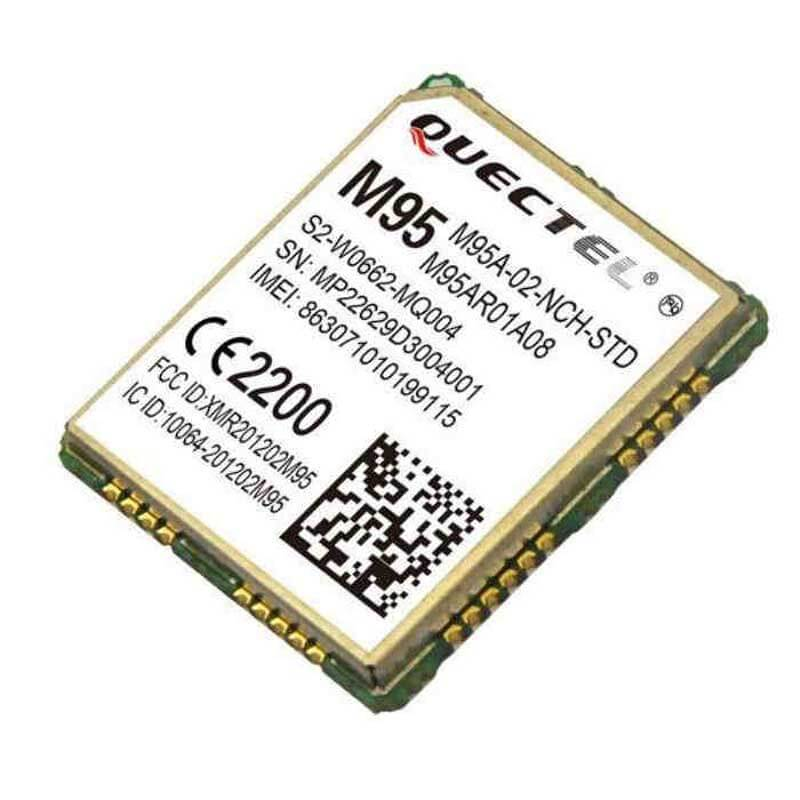 QUECTEL®
M95 M95A-02-NCH-STD
M95AR01A08 Pb
S2-W0662-MQ004
SN: MP22629D3004001
IMEI: 863071010199115
CE2200
FCC ID:XMR201202M95
IC ID:10064-201202M95